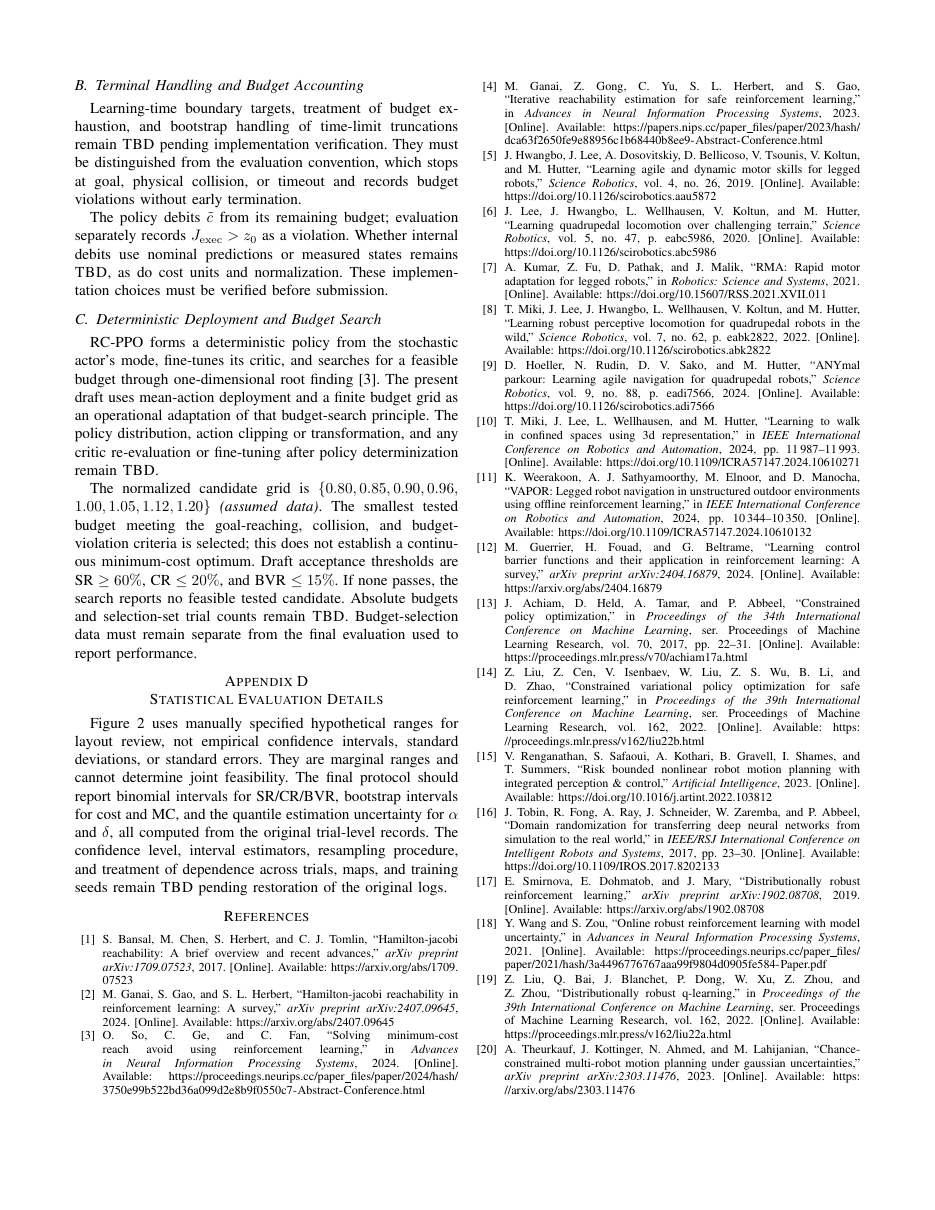 B. Terminal Handling and Budget Accounting
Learning-time boundary targets, treatment of budget ex-
haustion, and bootstrap handling of time-limit truncations
remain TBD pending implementation verification. They must
be distinguished from the evaluation convention, which stops
at goal, physical collision, or timeout and records budget
violations without early termination.
The policy debits c̄ from its remaining budget; evaluation
separately records J_exec > z_0 as a violation. Whether internal
debits use nominal predictions or measured states remains
TBD, as do cost units and normalization. These implemen-
tation choices must be verified before submission.
C. Deterministic Deployment and Budget Search
RC-PPO forms a deterministic policy from the stochastic
actor's mode, fine-tunes its critic, and searches for a feasible
budget through one-dimensional root finding [3]. The present
draft uses mean-action deployment and a finite budget grid as
an operational adaptation of that budget-search principle. The
policy distribution, action clipping or transformation, and any
critic re-evaluation or fine-tuning after policy determinization
remain TBD.
The normalized candidate grid is {0.80, 0.85, 0.90, 0.96,
1.00, 1.05, 1.12, 1.20} (assumed data). The smallest tested
budget meeting the goal-reaching, collision, and budget-
violation criteria is selected; this does not establish a continu-
ous minimum-cost optimum. Draft acceptance thresholds are
SR ≥ 60%, CR ≤ 20%, and BVR ≤ 15%. If none passes, the
search reports no feasible tested candidate. Absolute budgets
and selection-set trial counts remain TBD. Budget-selection
data must remain separate from the final evaluation used to
report performance.
APPENDIX D
STATISTICAL EVALUATION DETAILS
Figure 2 uses manually specified hypothetical ranges for
layout review, not empirical confidence intervals, standard
deviations, or standard errors. They are marginal ranges and
cannot determine joint feasibility. The final protocol should
report binomial intervals for SR/CR/BVR, bootstrap intervals
for cost and MC, and the quantile estimation uncertainty for α
and δ, all computed from the original trial-level records. The
confidence level, interval estimators, resampling procedure,
and treatment of dependence across trials, maps, and training
seeds remain TBD pending restoration of the original logs.
REFERENCES
[1] S. Bansal, M. Chen, S. Herbert, and C. J. Tomlin, “Hamilton-jacobi
reachability: A brief overview and recent advances,” arXiv preprint
arXiv:1709.07523, 2017. [Online]. Available: https://arxiv.org/abs/1709.
07523
[2] M. Ganai, S. Gao, and S. L. Herbert, “Hamilton-jacobi reachability in
reinforcement learning: A survey,” arXiv preprint arXiv:2407.09645,
2024. [Online]. Available: https://arxiv.org/abs/2407.09645
[3] O. So, C. Ge, and C. Fan, “Solving minimum-cost
reach avoid using reinforcement learning,” in Advances
in Neural Information Processing Systems, 2024. [Online].
Available: https://proceedings.neurips.cc/paper_files/paper/2024/hash/
3750e99b522bd36a099d2e8b9f0550c7-Abstract-Conference.html
[4] M. Ganai, Z. Gong, C. Yu, S. L. Herbert, and S. Gao,
“Iterative reachability estimation for safe reinforcement learning,”
in Advances in Neural Information Processing Systems, 2023.
[Online]. Available: https://papers.nips.cc/paper_files/paper/2023/hash/
dca63f2650fe9e88956c1b68440b8ee9-Abstract-Conference.html
[5] J. Hwangbo, J. Lee, A. Dosovitskiy, D. Bellicoso, V. Tsounis, V. Koltun,
and M. Hutter, “Learning agile and dynamic motor skills for legged
robots,” Science Robotics, vol. 4, no. 26, 2019. [Online]. Available:
https://doi.org/10.1126/scirobotics.aau5872
[6] J. Lee, J. Hwangbo, L. Wellhausen, V. Koltun, and M. Hutter,
“Learning quadrupedal locomotion over challenging terrain,” Science
Robotics, vol. 5, no. 47, p. eabc5986, 2020. [Online]. Available:
https://doi.org/10.1126/scirobotics.abc5986
[7] A. Kumar, Z. Fu, D. Pathak, and J. Malik, “RMA: Rapid motor
adaptation for legged robots,” in Robotics: Science and Systems, 2021.
[Online]. Available: https://doi.org/10.15607/RSS.2021.XVII.011
[8] T. Miki, J. Lee, J. Hwangbo, L. Wellhausen, V. Koltun, and M. Hutter,
“Learning robust perceptive locomotion for quadrupedal robots in the
wild,” Science Robotics, vol. 7, no. 62, p. eabk2822, 2022. [Online].
Available: https://doi.org/10.1126/scirobotics.abk2822
[9] D. Hoeller, N. Rudin, D. V. Sako, and M. Hutter, “ANYmal
parkour: Learning agile navigation for quadrupedal robots,” Science
Robotics, vol. 9, no. 88, p. eadi7566, 2024. [Online]. Available:
https://doi.org/10.1126/scirobotics.adi7566
[10] T. Miki, J. Lee, L. Wellhausen, and M. Hutter, “Learning to walk
in confined spaces using 3d representation,” in IEEE International
Conference on Robotics and Automation, 2024, pp. 11 987–11 993.
[Online]. Available: https://doi.org/10.1109/ICRA57147.2024.10610271
[11] K. Weerakoon, A. J. Sathyamoorthy, M. Elnoor, and D. Manocha,
“VAPOR: Legged robot navigation in unstructured outdoor environments
using offline reinforcement learning,” in IEEE International Conference
on Robotics and Automation, 2024, pp. 10 344–10 350. [Online].
Available: https://doi.org/10.1109/ICRA57147.2024.10610132
[12] M. Guerrier, H. Fouad, and G. Beltrame, “Learning control
barrier functions and their application in reinforcement learning: A
survey,” arXiv preprint arXiv:2404.16879, 2024. [Online]. Available:
https://arxiv.org/abs/2404.16879
[13] J. Achiam, D. Held, A. Tamar, and P. Abbeel, “Constrained
policy optimization,” in Proceedings of the 34th International
Conference on Machine Learning, ser. Proceedings of Machine
Learning Research, vol. 70, 2017, pp. 22–31. [Online]. Available:
https://proceedings.mlr.press/v70/achiam17a.html
[14] Z. Liu, Z. Cen, V. Isenbaev, W. Liu, Z. S. Wu, B. Li, and
D. Zhao, “Constrained variational policy optimization for safe
reinforcement learning,” in Proceedings of the 39th International
Conference on Machine Learning, ser. Proceedings of Machine
Learning Research, vol. 162, 2022. [Online]. Available: https:
//proceedings.mlr.press/v162/liu22b.html
[15] V. Renganathan, S. Safaoui, A. Kothari, B. Gravell, I. Shames, and
T. Summers, “Risk bounded nonlinear robot motion planning with
integrated perception & control,” Artificial Intelligence, 2023. [Online].
Available: https://doi.org/10.1016/j.artint.2022.103812
[16] J. Tobin, R. Fong, A. Ray, J. Schneider, W. Zaremba, and P. Abbeel,
“Domain randomization for transferring deep neural networks from
simulation to the real world,” in IEEE/RSJ International Conference on
Intelligent Robots and Systems, 2017, pp. 23–30. [Online]. Available:
https://doi.org/10.1109/IROS.2017.8202133
[17] E. Smirnova, E. Dohmatob, and J. Mary, “Distributionally robust
reinforcement learning,” arXiv preprint arXiv:1902.08708, 2019.
[Online]. Available: https://arxiv.org/abs/1902.08708
[18] Y. Wang and S. Zou, “Online robust reinforcement learning with model
uncertainty,” in Advances in Neural Information Processing Systems,
2021. [Online]. Available: https://proceedings.neurips.cc/paper_files/
paper/2021/hash/3a4496776767aaa99f9804d0905fe584-Paper.pdf
[19] Z. Liu, Q. Bai, J. Blanchet, P. Dong, W. Xu, Z. Zhou, and
Z. Zhou, “Distributionally robust q-learning,” in Proceedings of the
39th International Conference on Machine Learning, ser. Proceedings
of Machine Learning Research, vol. 162, 2022. [Online]. Available:
https://proceedings.mlr.press/v162/liu22a.html
[20] A. Theurkauf, J. Kottinger, N. Ahmed, and M. Lahijanian, “Chance-
constrained multi-robot motion planning under gaussian uncertainties,”
arXiv preprint arXiv:2303.11476, 2023. [Online]. Available: https:
//arxiv.org/abs/2303.11476